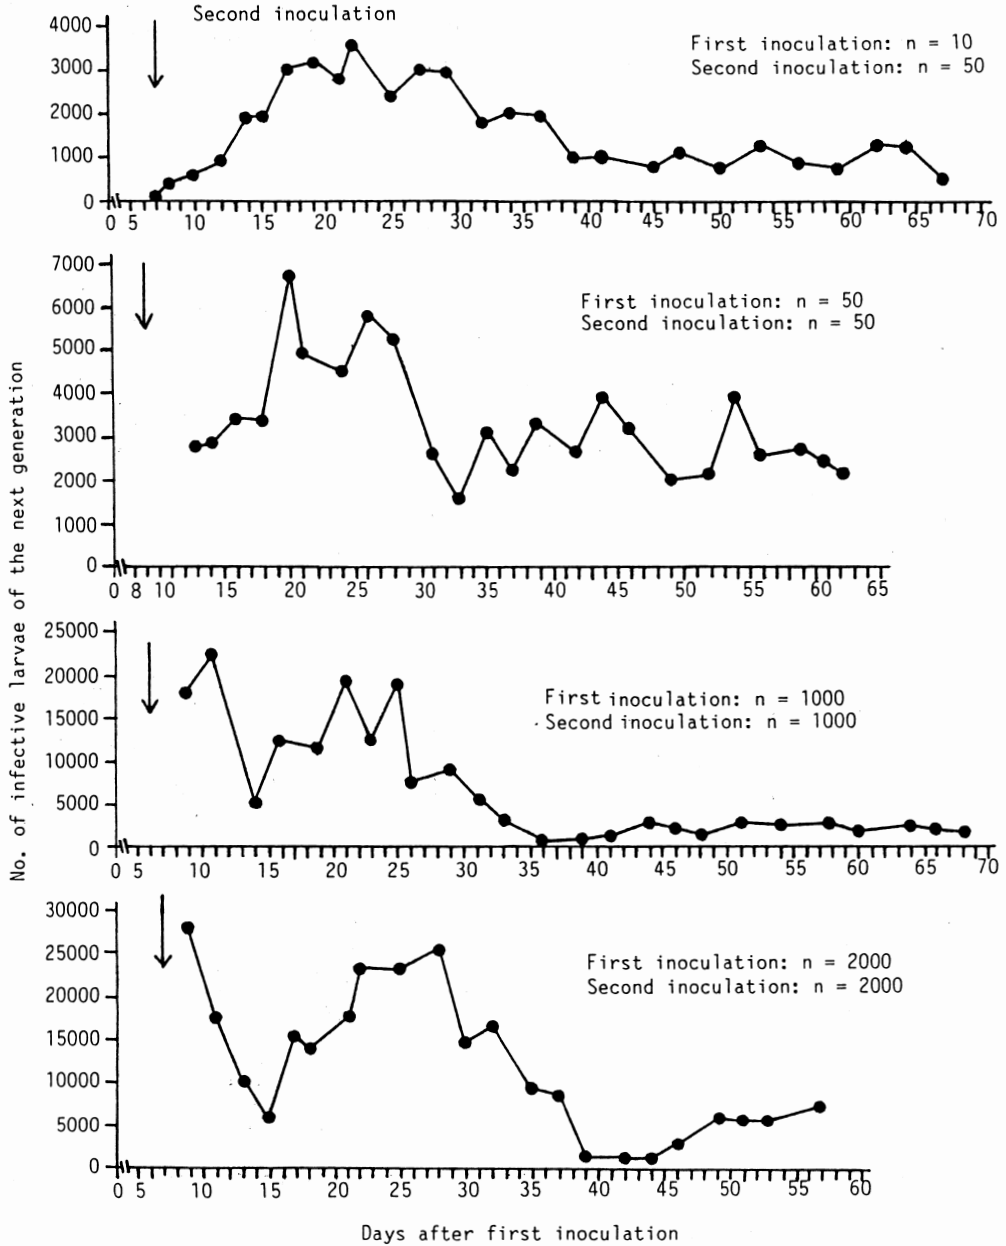 Second inoculation
4000
3000
2000
1000
0
First inoculation: n = 10
Second inoculation: n = 50
0 5 10 15 20 25 30 35 40 45 50 55 60 65 70
7000
6000
5000
4000
3000
2000
1000
0
First inoculation: n = 50
Second inoculation: n = 50
0 8 10 15 20 25 30 35 40 45 50 55 60 65
No. of infective larvae of the next generation
25000
20000
15000
10000
5000
0
First inoculation: n = 1000
Second inoculation: n = 1000
0 5 10 15 20 25 30 35 40 45 50 55 60 65 70
30000
25000
20000
15000
10000
5000
0
First inoculation: n = 2000
Second inoculation: n = 2000
0 5 10 15 20 25 30 35 40 45 50 55 60
Days after first inoculation